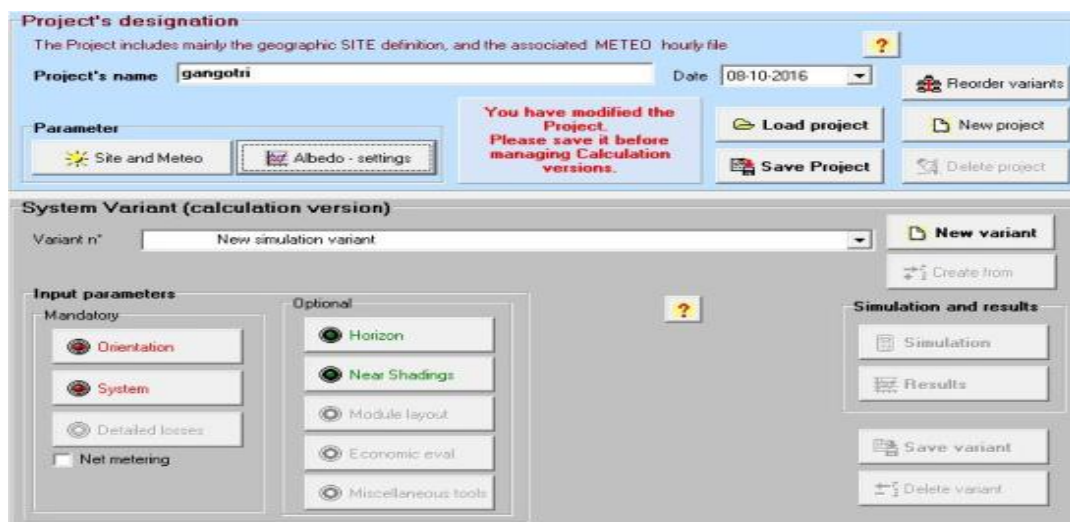 Project's designation
The Project includes mainly the geographic SITE definition, and the associated METEO hourly file
?
Project's name gangotri Date 08-10-2016
Reorder variants
Parameter
Site and Meteo Albedo - settings
You have modified the
Project.
Please save it before
managing Calculation
versions.
Load project New project
Save Project Delete project
System Variant (calculation version)
Variant n° New simulation variant
New variant
Create from
Input parameters
Mandatory
Orientation
System
Detailed losses
Net metering
Optional
Horizon
Near Shadings
Module layout
Economic eval
Miscellaneous tools
?
Simulation and results
Simulation
Results
Save variant
Delete variant